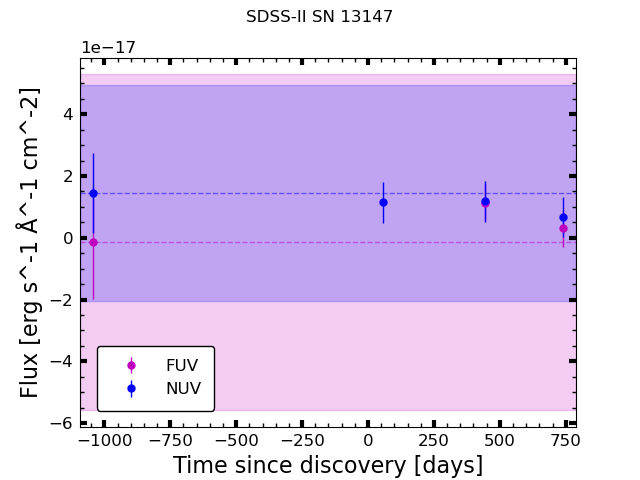 SDSS-II SN 13147
1e−17
Flux [erg s^-1 Å^-1 cm^-2]
4
2
0
−2
−4
−6
FUV
NUV
−1000 −750 −500 −250 0 250 500 750
Time since discovery [days]